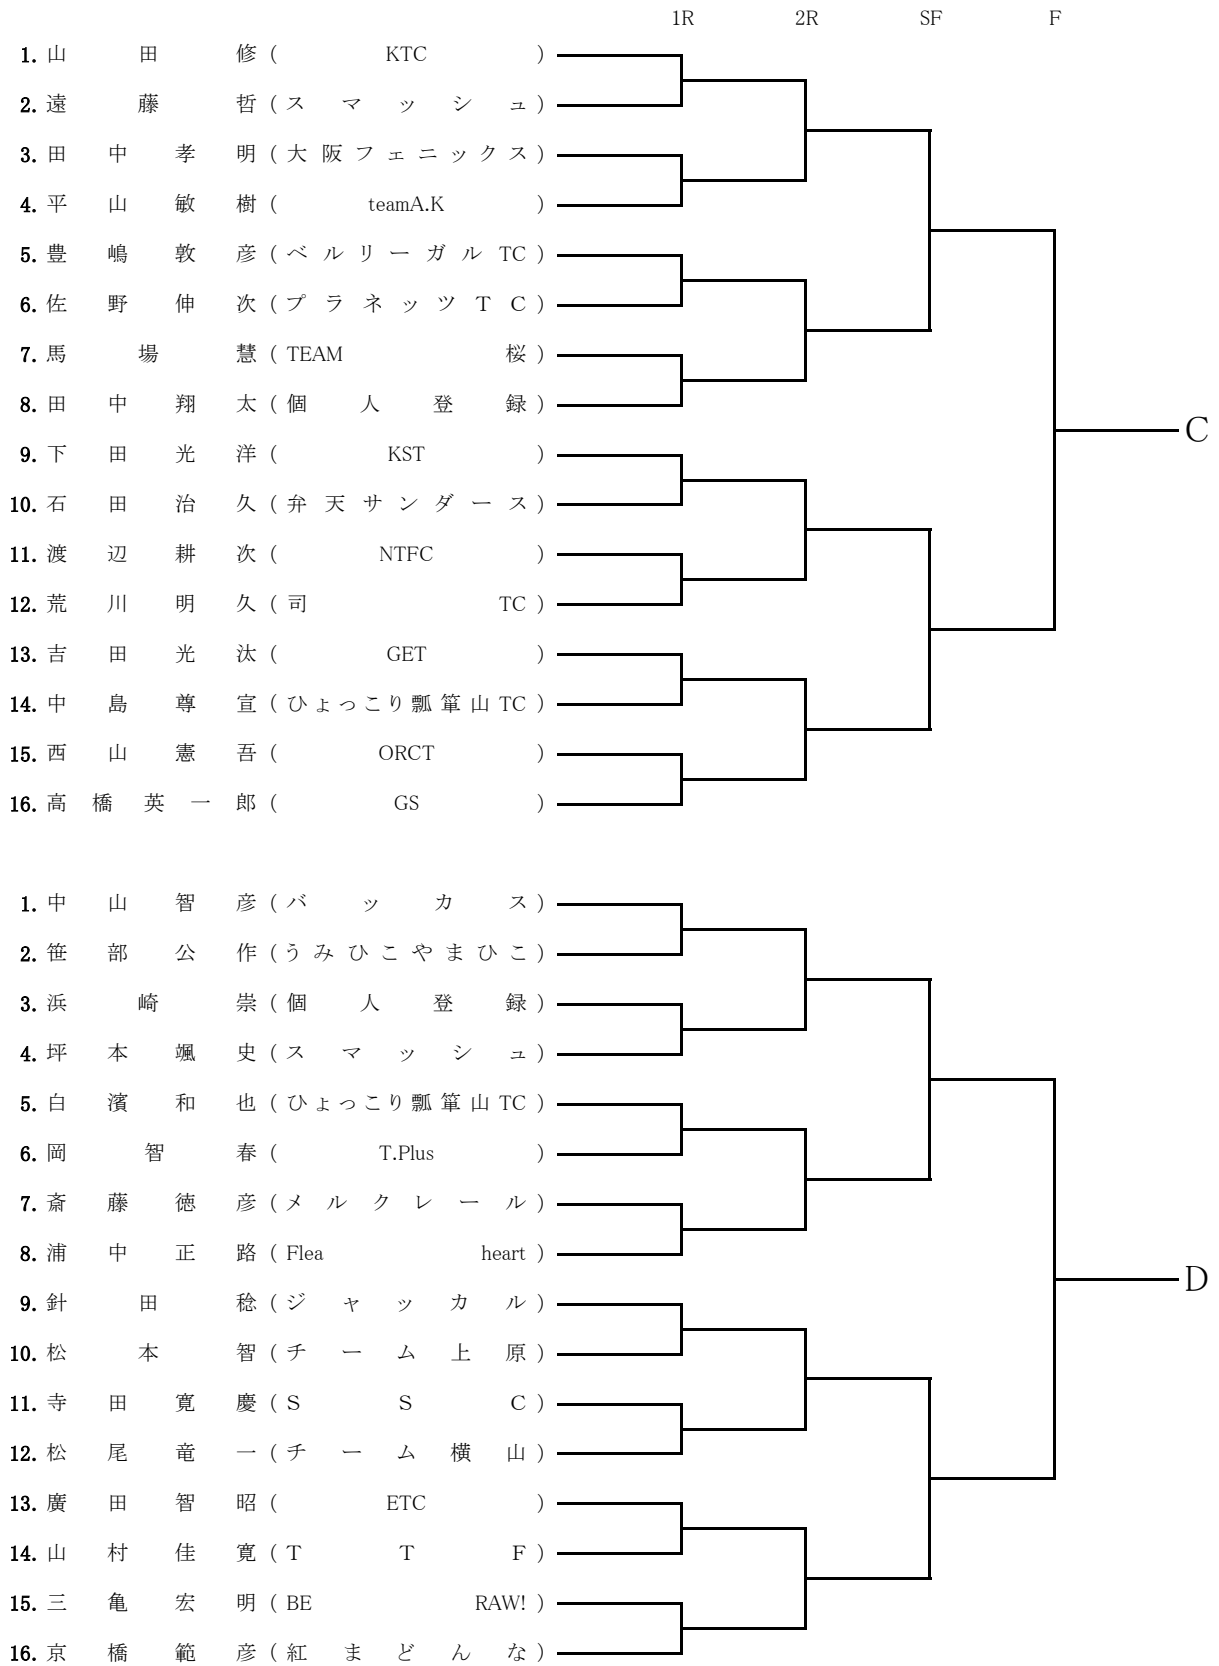 1R 2R SF F
1. 山田修 ( KTC )
2. 遠藤哲 ( スマッシュ )
3. 田中孝明 ( 大阪フェニックス )
4. 平山敏樹 ( teamA.K )
5. 豊嶋敦彦 ( ベルリーガルTC )
6. 佐野伸次 ( プラネッツTC )
7. 馬場慧 ( TEAM 桜 )
8. 田中翔太 ( 個人登録 )
C
9. 下田光洋 ( KST )
10. 石田治久 ( 弁天サンダース )
11. 渡辺耕次 ( NTFC )
12. 荒川明久 ( 司TC )
13. 吉田光汰 ( GET )
14. 中島尊宣 ( ひょっこり瓢箪山TC )
15. 西山憲吾 ( ORCT )
16. 高橋英一郎 ( GS )
1. 中山智彦 ( バッカス )
2. 笹部公作 ( うみひこやまひこ )
3. 浜崎崇 ( 個人登録 )
4. 坪本颯史 ( スマッシュ )
5. 白濱和也 ( ひょっこり瓢箪山TC )
6. 岡智春 ( T.Plus )
7. 斎藤徳彦 ( メルクレール )
8. 浦中正路 ( Flea heart )
D
9. 針田稔 ( ジャッカル )
10. 松本智 ( チーム上原 )
11. 寺田寛慶 ( SSC )
12. 松尾竜一 ( チーム横山 )
13. 廣田智昭 ( ETC )
14. 山村佳寛 ( TTF )
15. 三亀宏明 ( BE RAW! )
16. 京橋範彦 ( 紅まどんな )